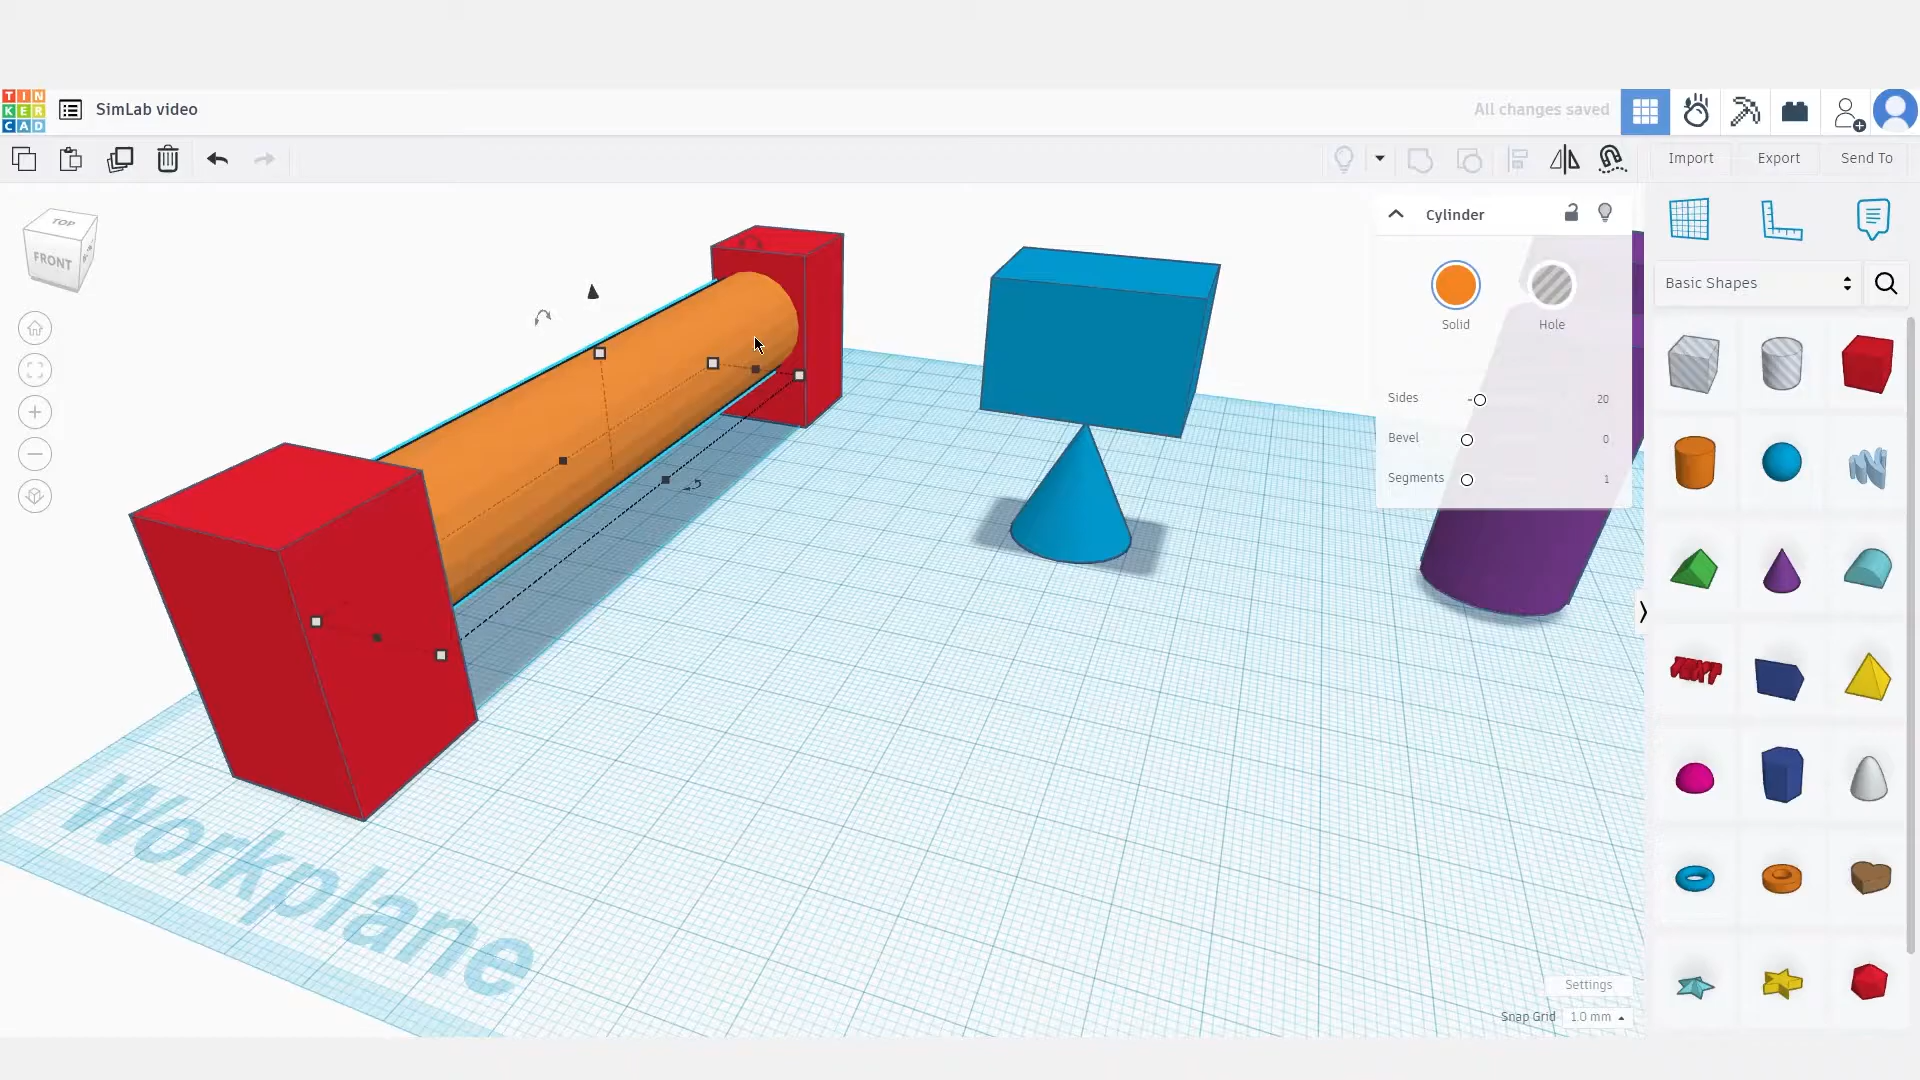 TIN
KER
CAD
SimLab video
All changes saved
Import
Export
Send To
TOP
FRONT
Cylinder
Solid
Hole
Sides
20
Bevel
0
Segments
1
Basic Shapes
TEXT
Workplane
Settings
Snap Grid
1.0 mm